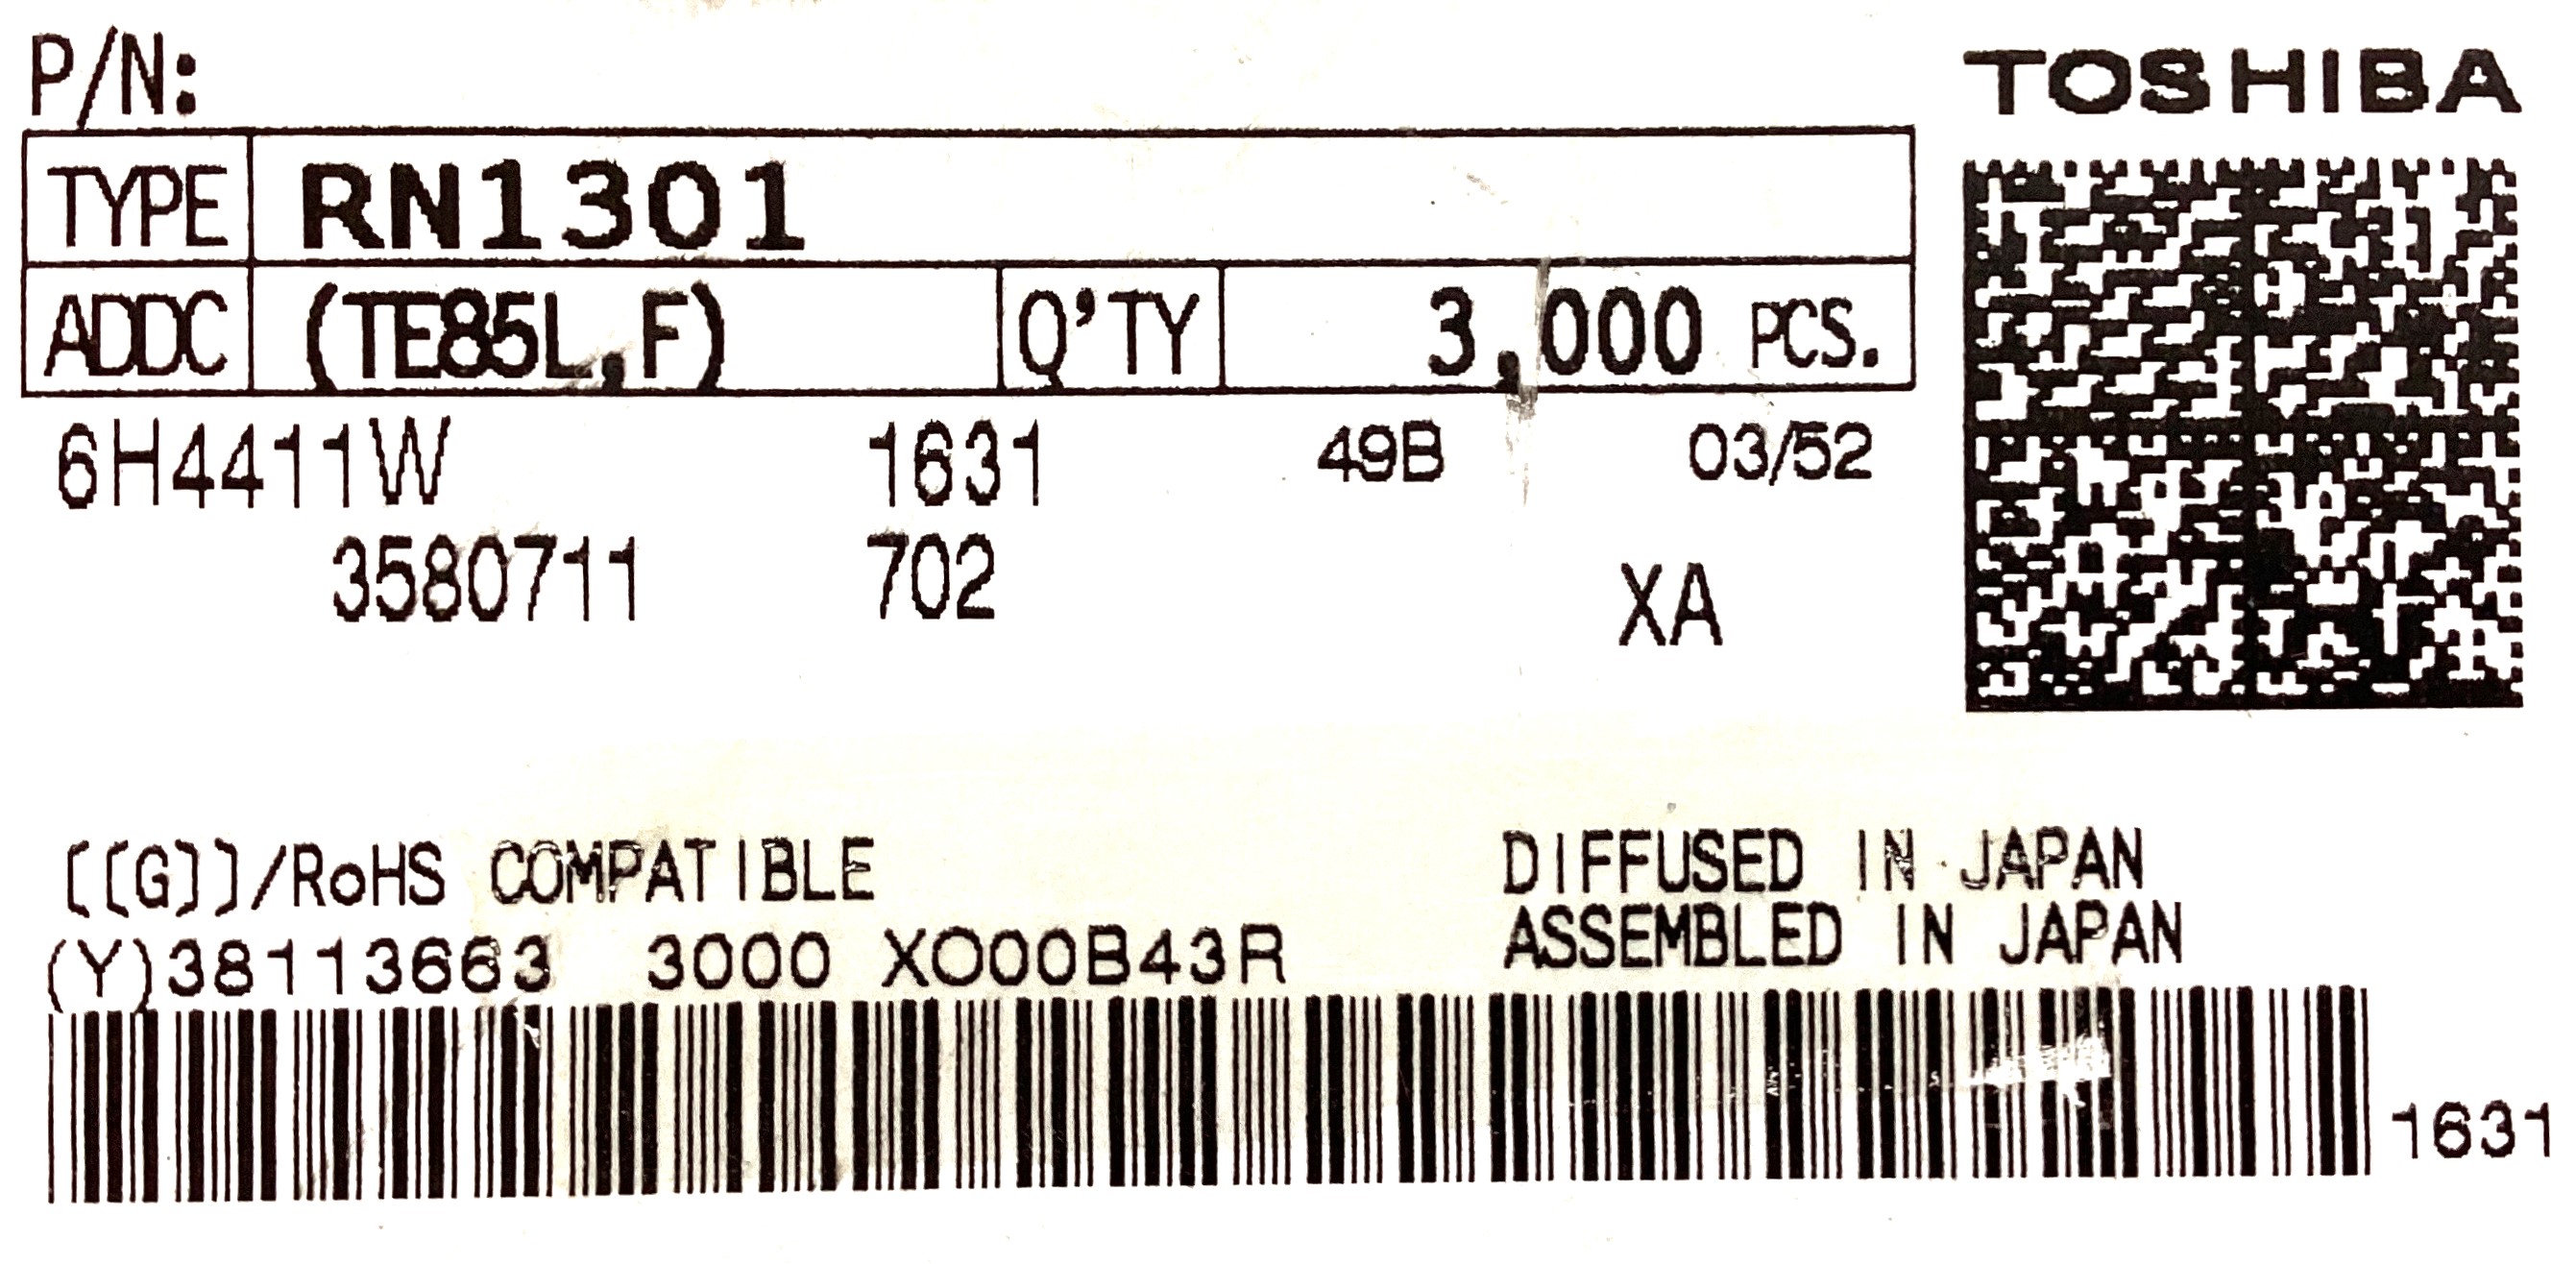 P/N:
TOSHIBA
TYPE RN1301
ADDC (TE85L,F) Q'TY 3,000 PCS.
6H4411W 1631 49B 03/52
3580711 702 XA
[[G]]/RoHS COMPATIBLE
DIFFUSED IN JAPAN
ASSEMBLED IN JAPAN
(Y)38113663 3000 XO00B43R
1631